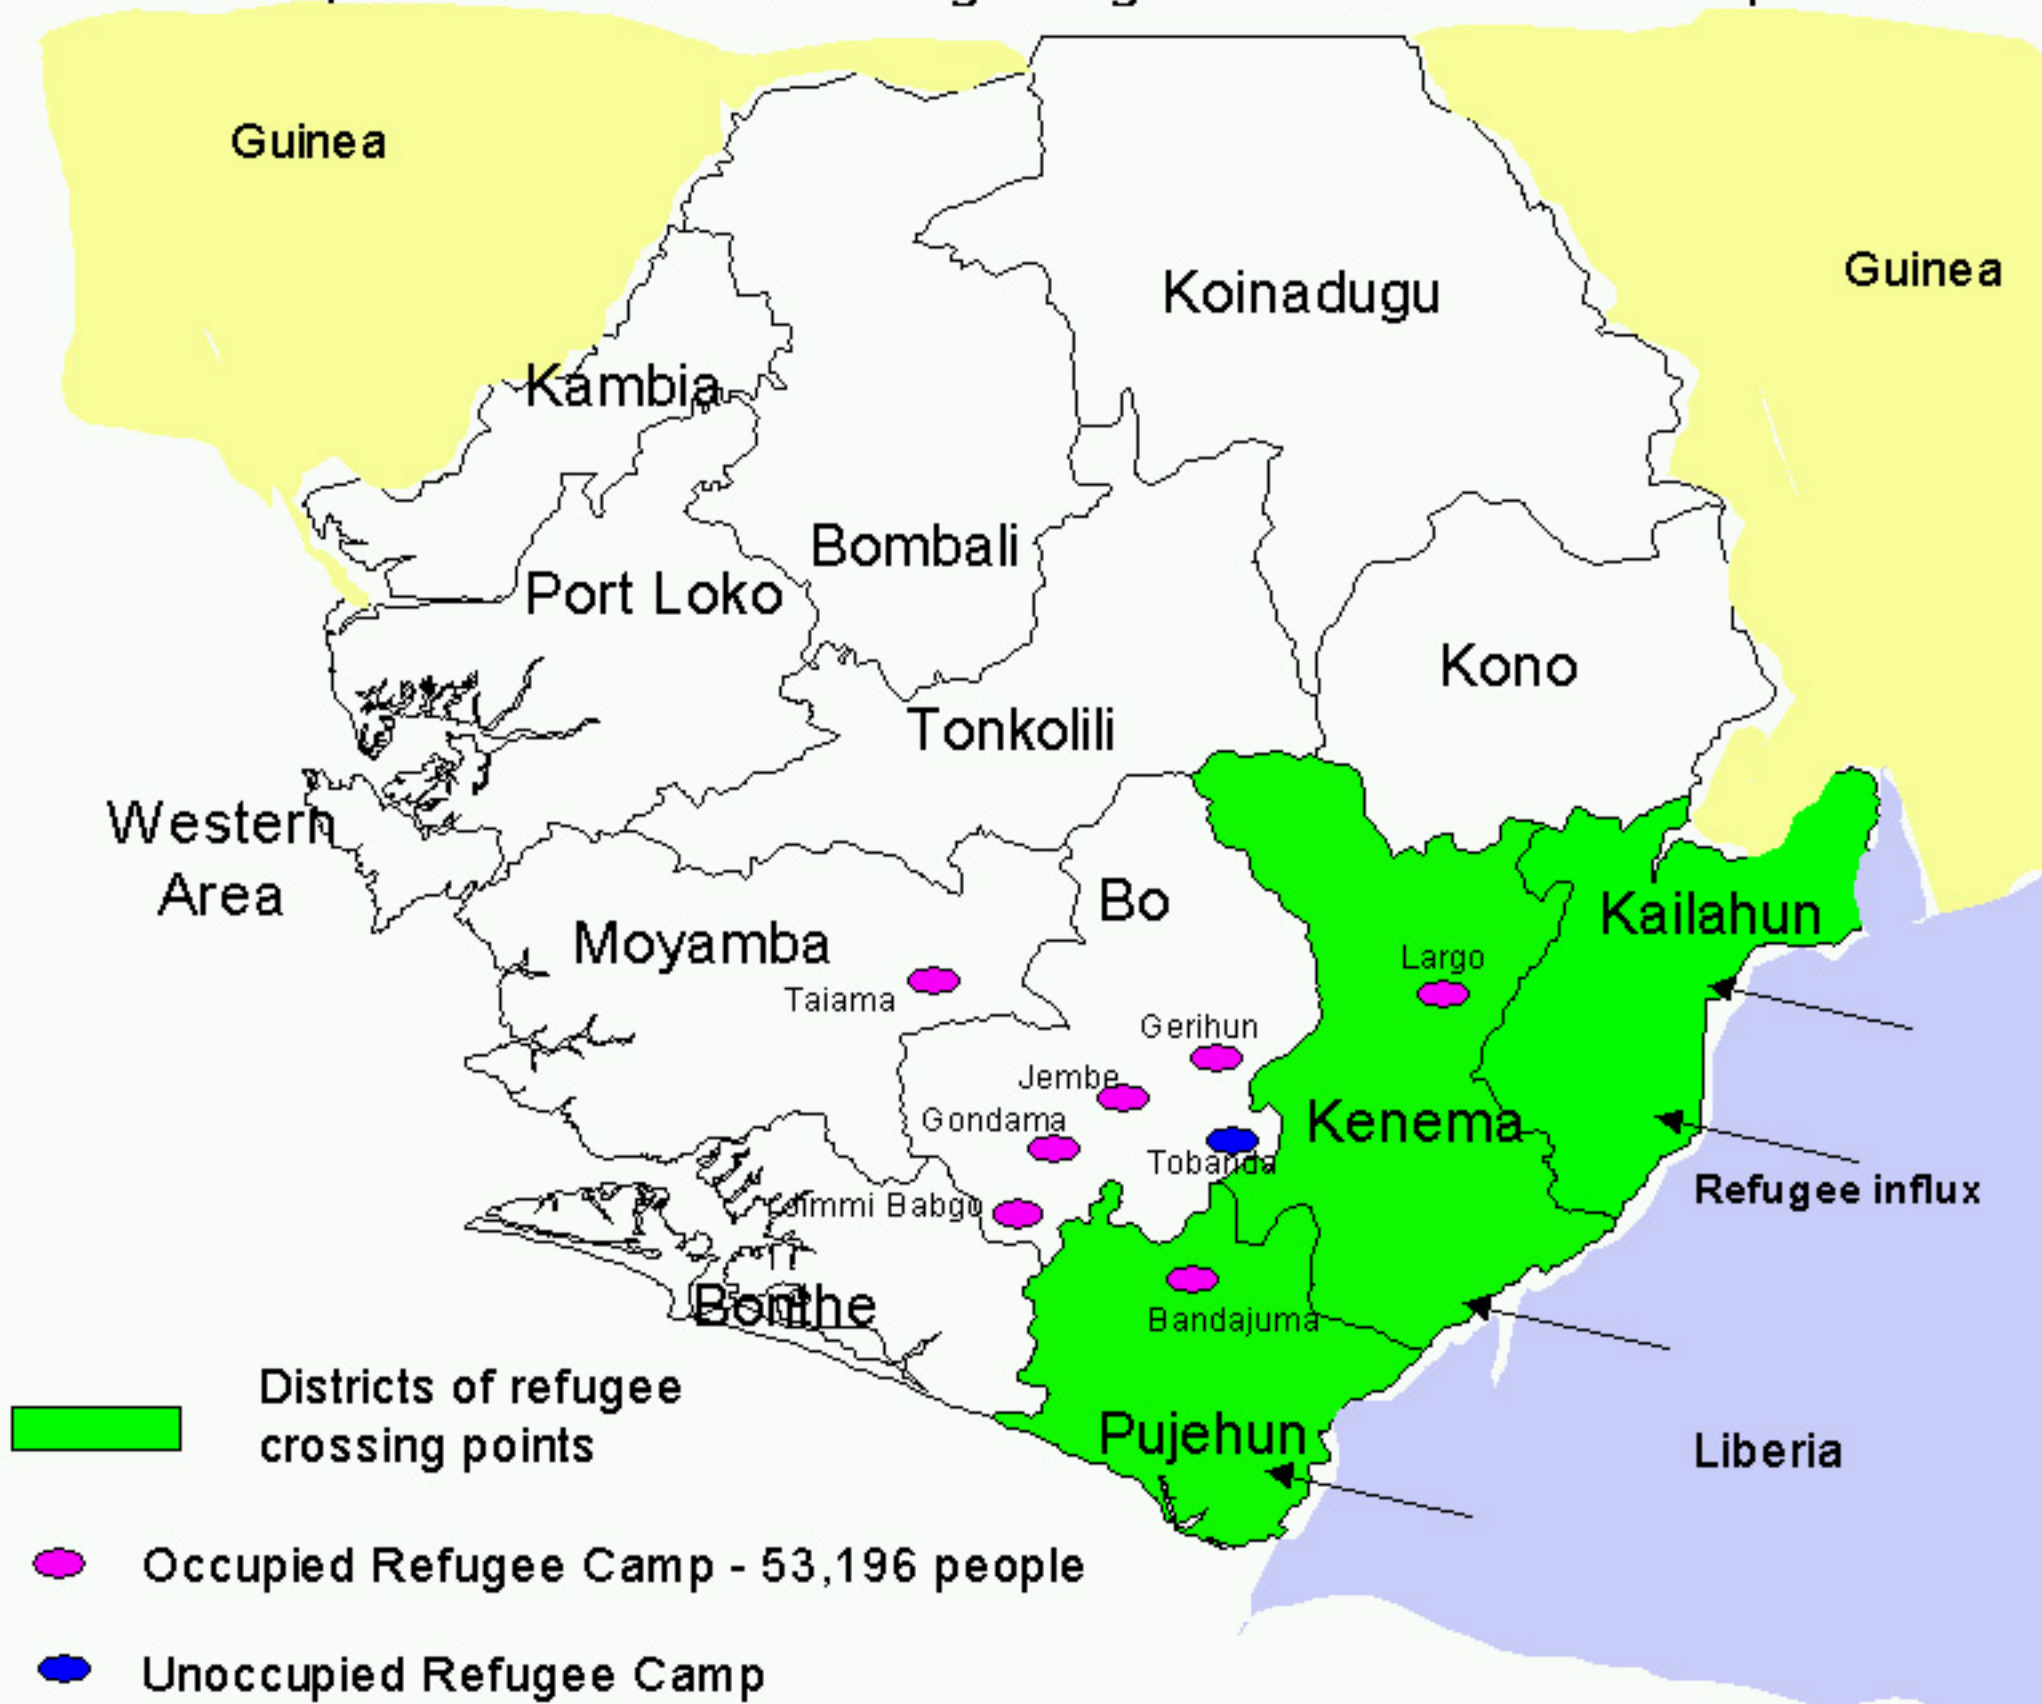 Guinea
Guinea
Koinadugu
Kambia
Bombali
Port Loko
Kono
Tonkolili
Western
Area
Bo
Kailahun
Moyamba
Largo
Taiama
Gerihun
Jembe
Gondama
Kenema
Tobanda
Refugee influx
Babgo
Bonthe
Bandajuma
Districts of refugee
crossing points
Pujehun
Liberia
Occupied Refugee Camp - 53,196 people
Unoccupied Refugee Camp